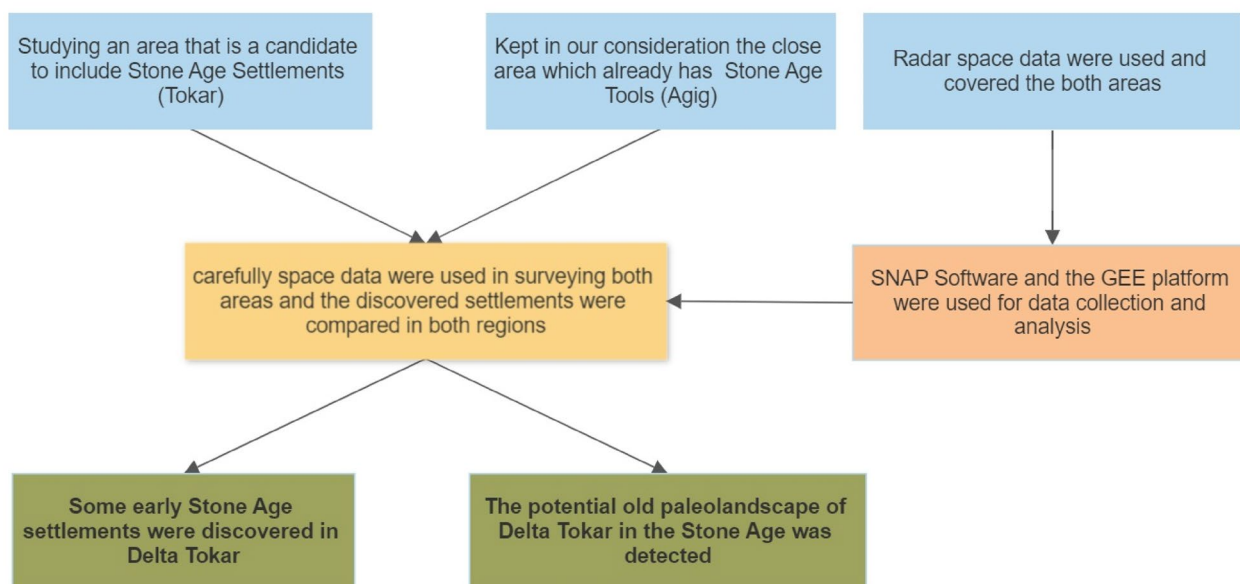 Studying an area that is a candidate
to include Stone Age Settlements
(Tokar)
Kept in our consideration the close
area which already has Stone Age
Tools (Agig)
Radar space data were used and
covered the both areas
carefully space data were used in surveying both
areas and the discovered settlements were
compared in both regions
SNAP Software and the GEE platform
were used for data collection and
analysis
Some early Stone Age
settlements were discovered in
Delta Tokar
The potential old paleolandscape of
Delta Tokar in the Stone Age was
detected